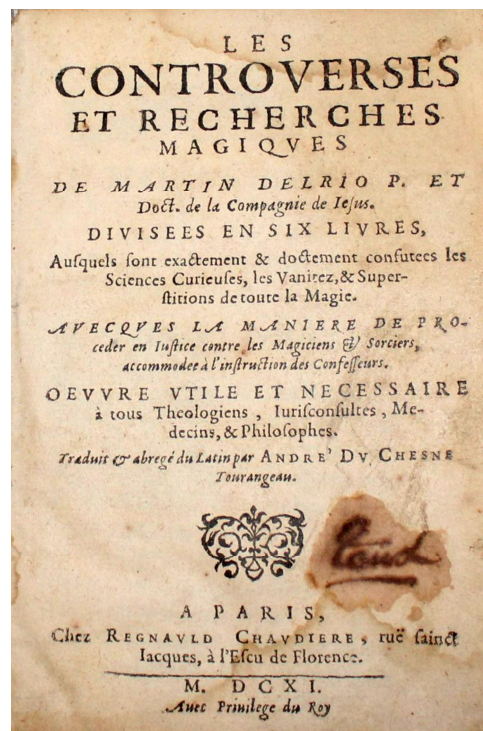 LES
CONTROVERSES
ET RECHERCHES
MAGIQVES
DE MARTIN DELRIO P. ET
Doct. de la Compagnie de Iesus.
DIVISEES EN SIX LIVRES,
Ausquels sont exactement & doctement confutees les
Sciences Curieuses, les Vanitez, & Super-
stitions de toute la Magie.
AVECQVES LA MANIERE DE PRO-
ceder en Iustice contre les Magiciens & Sorciers,
accommodee à l'instruction des Confesseurs.
OEVVRE VTILE ET NECESSAIRE
à tous Theologiens, Iurisconsultes, Me-
decins, & Philosophes.
Traduit & abregé du Latin par ANDRE' DV CHESNE
Tourangeau.
A PARIS,
Chez REGNAVLD CHAVDIERE, ruë sainct
Iacques, à l'Escu de Florence.
M. DCXI.
Auec Priuilege du Roy